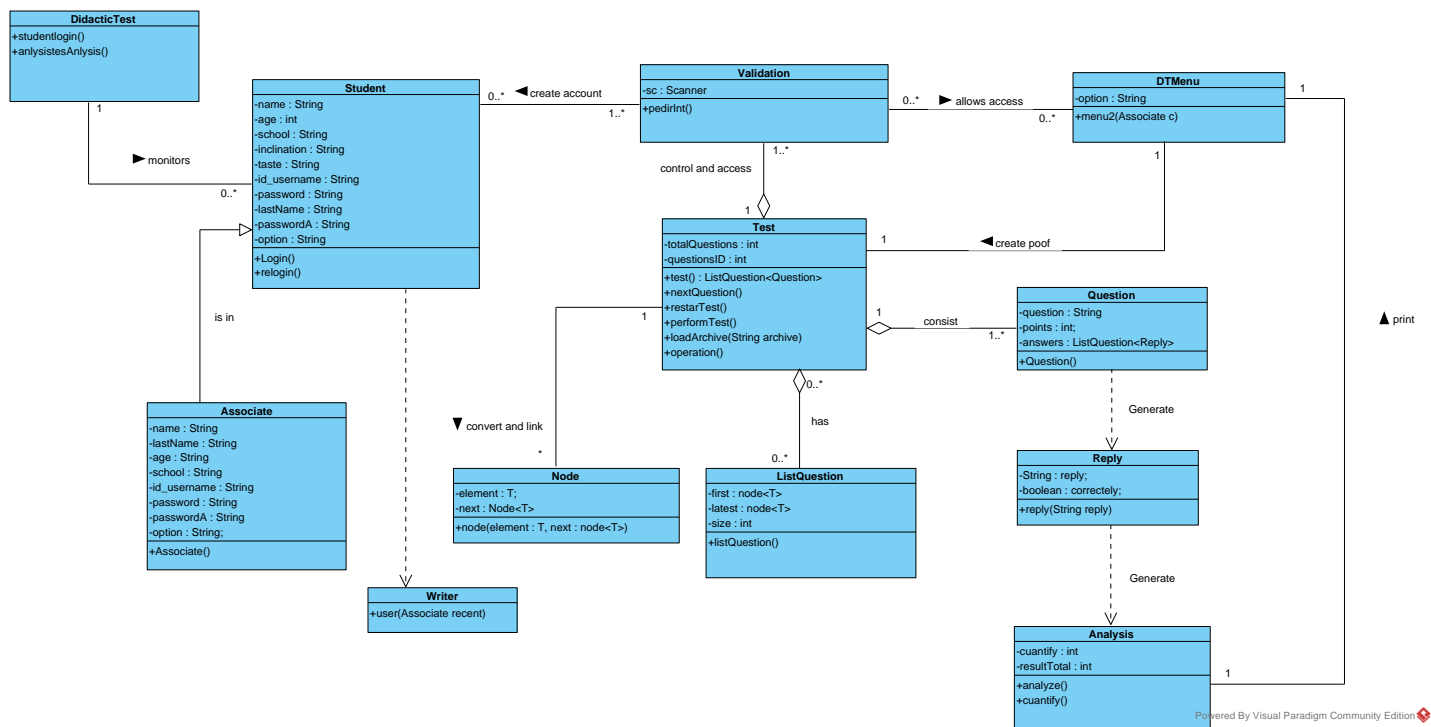 DidacticTest
+studentlogin()
+anlysistesAnlysis()
1
monitors
0..*
Student
-name : String
-age : int
-school : String
-inclination : String
-taste : String
-id_username : String
-password : String
-lastName : String
-passwordA : String
-option : String
+Login()
+relogin()
0..*
create account
1..*
Validation
-sc : Scanner
+pedirInt()
0..*
allows access
0..*
DTMenu
-option : String
+menu2(Associate c)
1
1
1..*
control and access
1
Test
-totalQuestions : int
-questionsID : int
+test() : ListQuestion<Question>
+nextQuestion()
+restarTest()
+performTest()
+loadArchive(String archive)
+operation()
1
create poof
is in
1
1
consist
1..*
Question
-question : String
-points : int;
-answers : ListQuestion<Reply>
+Question()
print
Associate
-name : String
-lastName : String
-age : String
-school : String
-id_username : String
-password : String
-passwordA : String
-option : String;
+Associate()
convert and link
*
0..*
has
0..*
Generate
Node
-element : T;
-next : Node<T>
+node(element : T, next : node<T>)
ListQuestion
-first : node<T>
-latest : node<T>
-size : int
+listQuestion()
Reply
-String : reply;
-boolean : correctely;
+reply(String reply)
Generate
Writer
+user(Associate recent)
Analysis
-cuantify : int
-resultTotal : int
+analyze()
+cuantify()
1
Powered By Visual Paradigm Community Edition